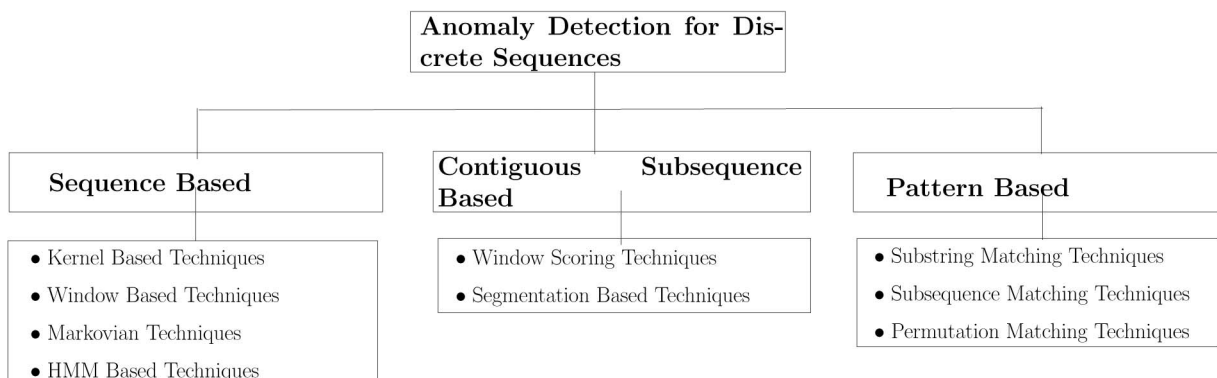 Anomaly Detection for Dis-
crete Sequences
Sequence Based
Contiguous Subsequence
Based
Pattern Based
• Kernel Based Techniques
• Window Based Techniques
• Markovian Techniques
• HMM Based Techniques
• Window Scoring Techniques
• Segmentation Based Techniques
• Substring Matching Techniques
• Subsequence Matching Techniques
• Permutation Matching Techniques